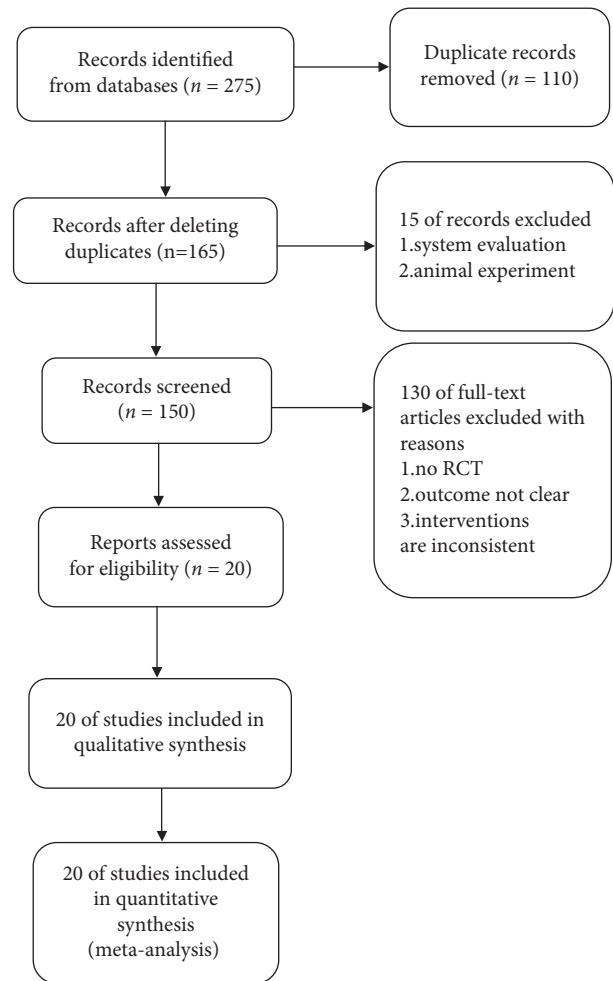 Records identified
from databases (n = 275)
Duplicate records
removed (n = 110)
Records after deleting
duplicates (n=165)
15 of records excluded
1.system evaluation
2.animal experiment
Records screened
(n = 150)
130 of full-text
articles excluded with
reasons
1.no RCT
2.outcome not clear
3.interventions
are inconsistent
Reports assessed
for eligibility (n = 20)
20 of studies included in
qualitative synthesis
20 of studies included
in quantitative
synthesis
(meta-analysis)